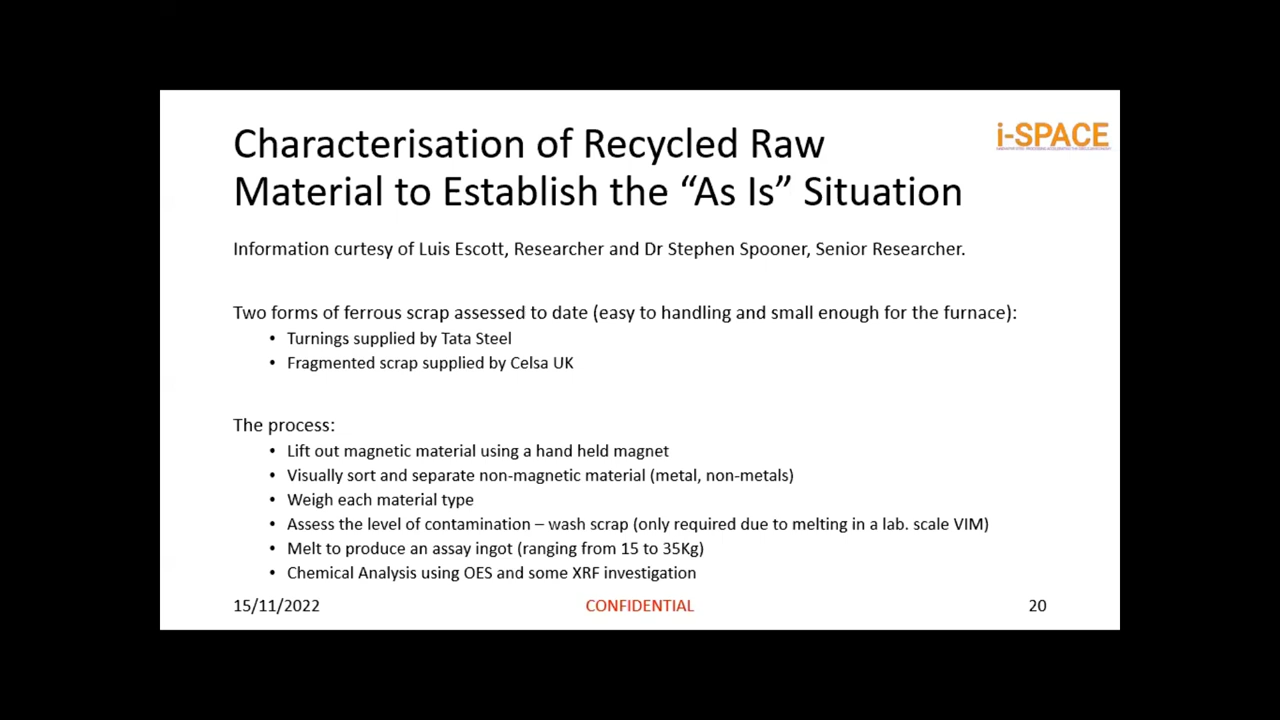 Characterisation of Recycled Raw
Material to Establish the “As Is” Situation
i-SPACE
Information curtesy of Luis Escott, Researcher and Dr Stephen Spooner, Senior Researcher.
Two forms of ferrous scrap assessed to date (easy to handling and small enough for the furnace):
• Turnings supplied by Tata Steel
• Fragmented scrap supplied by Celsa UK
The process:
• Lift out magnetic material using a hand held magnet
• Visually sort and separate non-magnetic material (metal, non-metals)
• Weigh each material type
• Assess the level of contamination – wash scrap (only required due to melting in a lab. scale VIM)
• Melt to produce an assay ingot (ranging from 15 to 35Kg)
• Chemical Analysis using OES and some XRF investigation
15/11/2022
CONFIDENTIAL
20